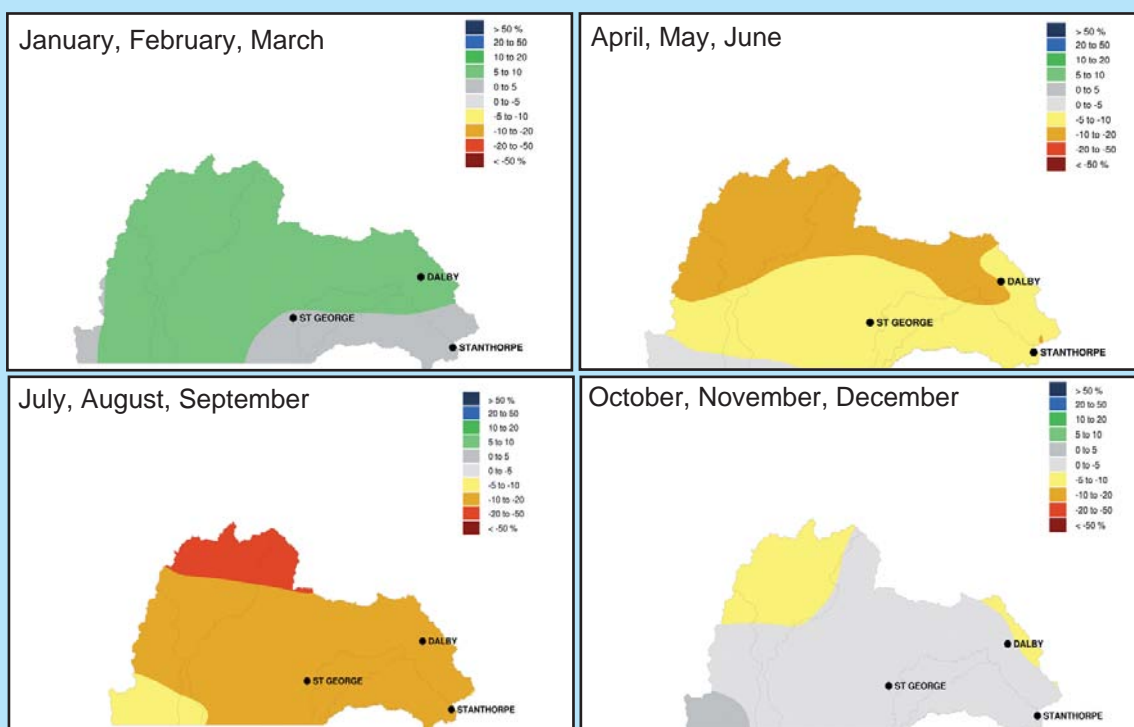 January, February, March
> 50 %
20 to 50
10 to 20
5 to 10
0 to 5
0 to -5
-5 to -10
-10 to -20
-20 to -50
< -50 %
DALBY
ST GEORGE
STANTHORPE
April, May, June
> 50 %
20 to 50
10 to 20
5 to 10
0 to 5
0 to -5
-5 to -10
-10 to -20
-20 to -50
< -50 %
DALBY
ST GEORGE
STANTHORPE
July, August, September
> 50 %
20 to 50
10 to 20
5 to 10
0 to 5
0 to -5
-5 to -10
-10 to -20
-20 to -50
< -50 %
DALBY
ST GEORGE
STANTHORPE
October, November, December
> 50 %
20 to 50
10 to 20
5 to 10
0 to 5
0 to -5
-5 to -10
-10 to -20
-20 to -50
< -50 %
DALBY
ST GEORGE
STANTHORPE